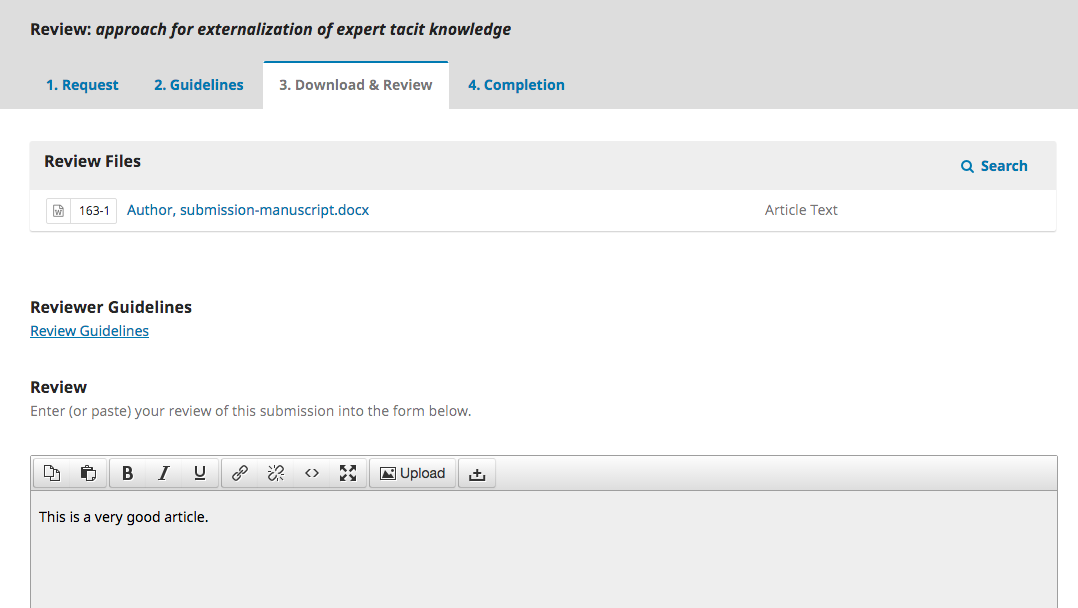 Review: approach for externalization of expert tacit knowledge
1. Request 2. Guidelines 3. Download & Review 4. Completion
Review Files
Search
163-1 Author, submission-manuscript.docx Article Text
Reviewer Guidelines
Review Guidelines
Review
Enter (or paste) your review of this submission into the form below.
B I U <> Upload
This is a very good article.